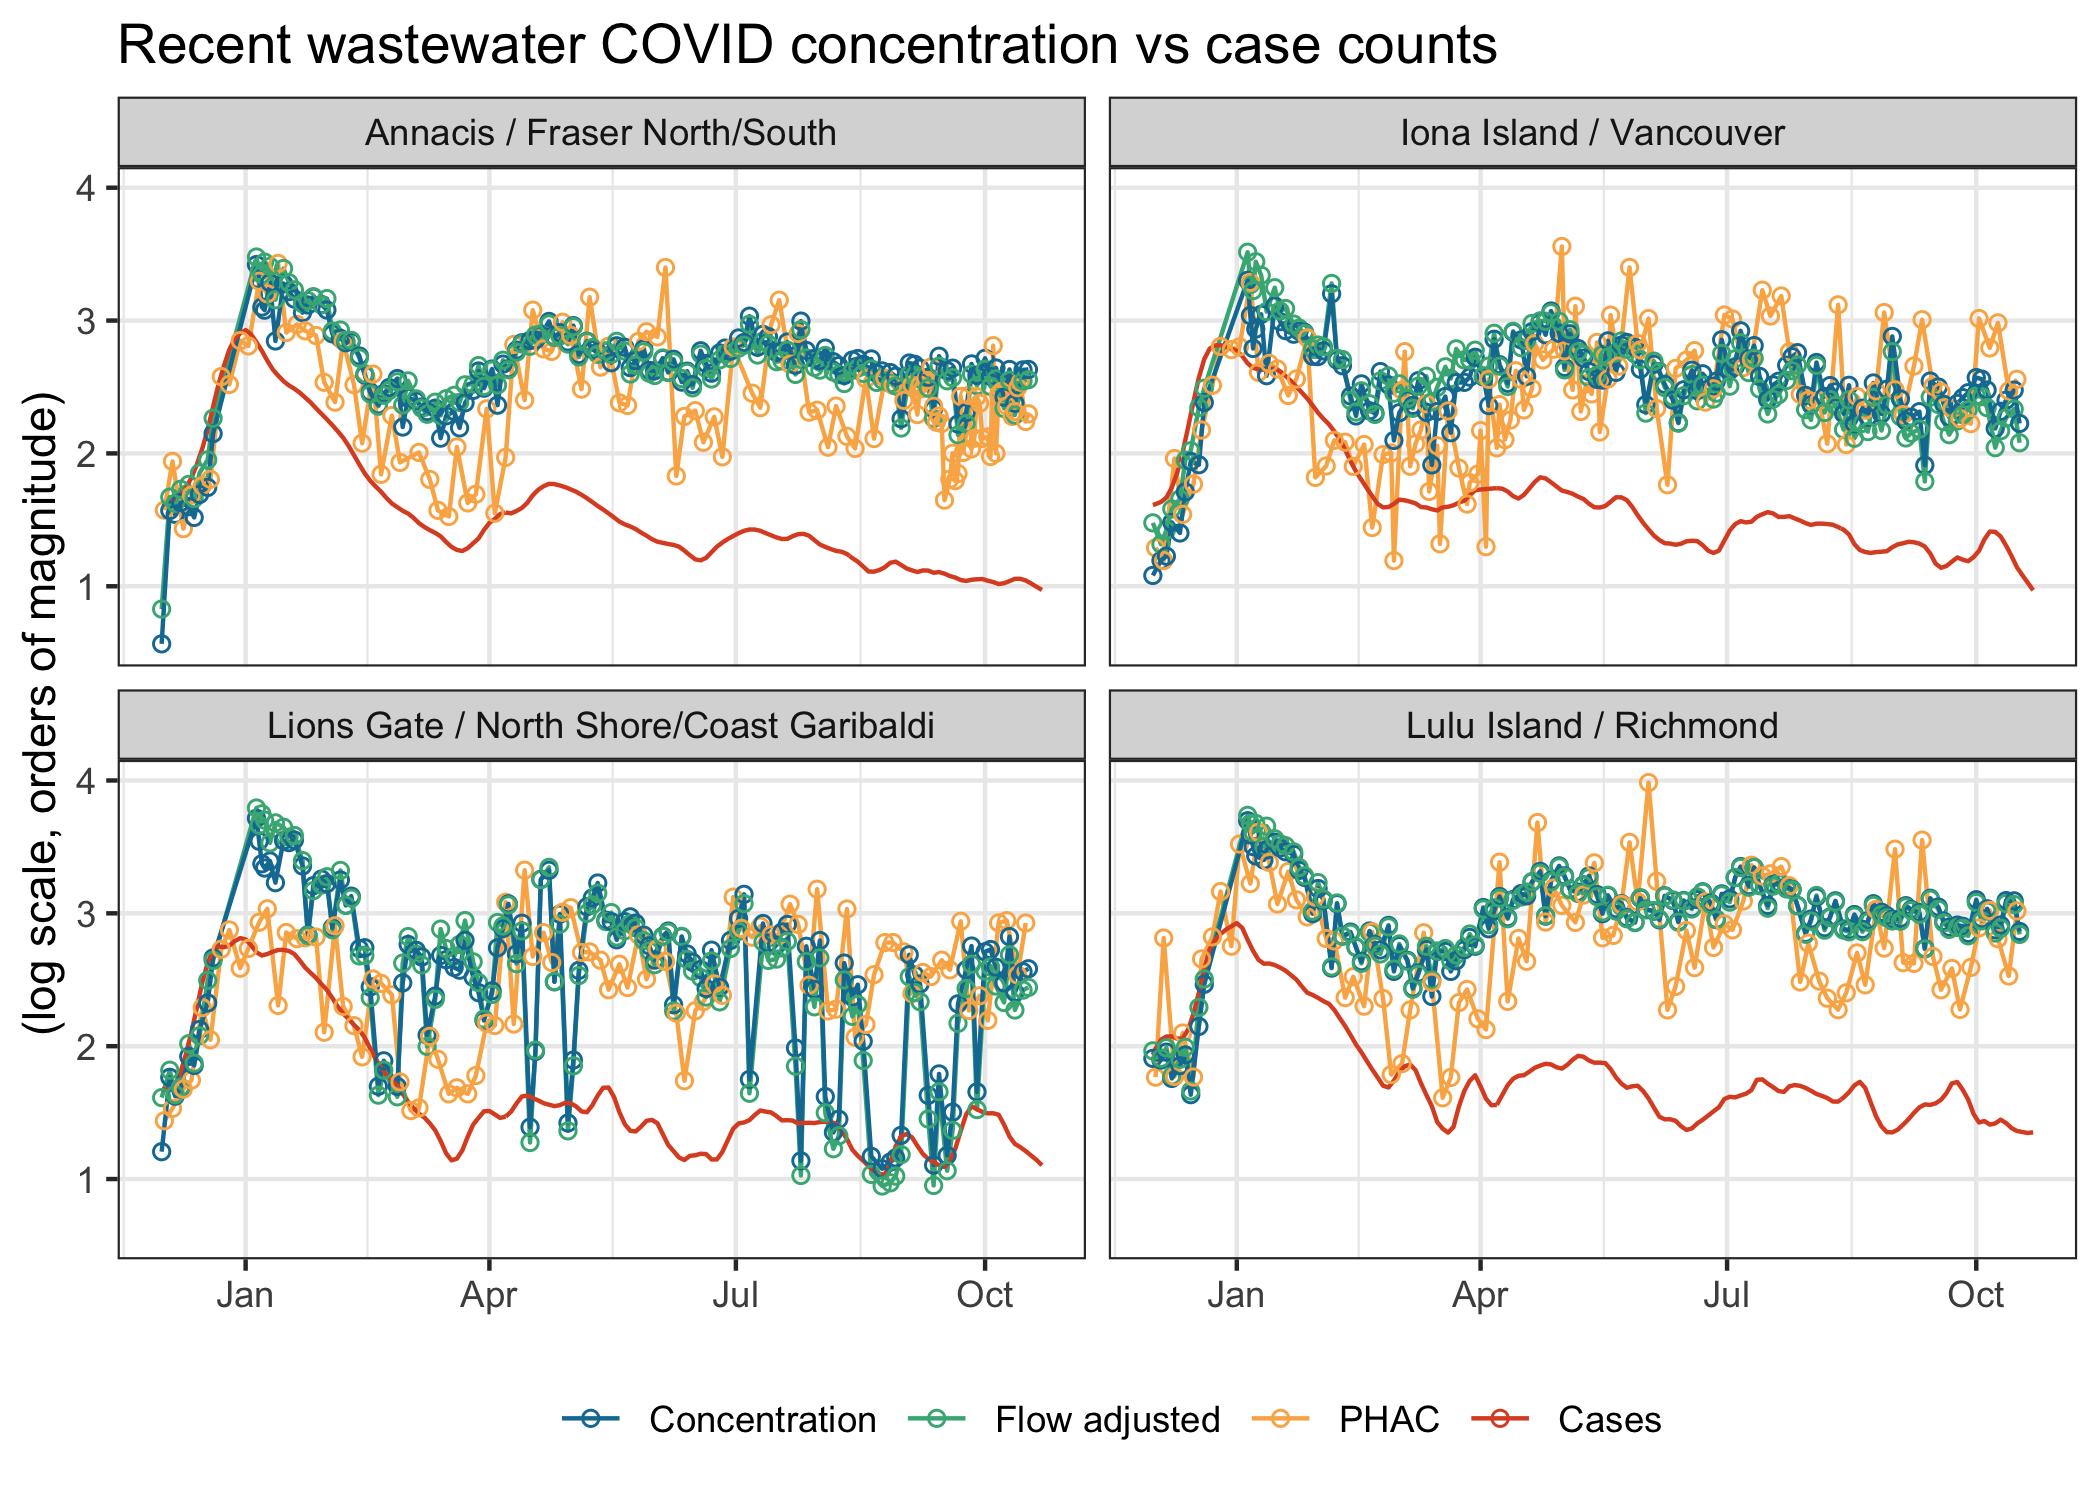 Recent wastewater COVID concentration vs case counts
Annacis / Fraser North/South
Iona Island / Vancouver
(log scale, orders of magnitude)
4
3
2
1
Lions Gate / North Shore/Coast Garibaldi
Lulu Island / Richmond
4
3
2
1
Jan Apr Jul Oct
Jan Apr Jul Oct
Concentration Flow adjusted PHAC Cases